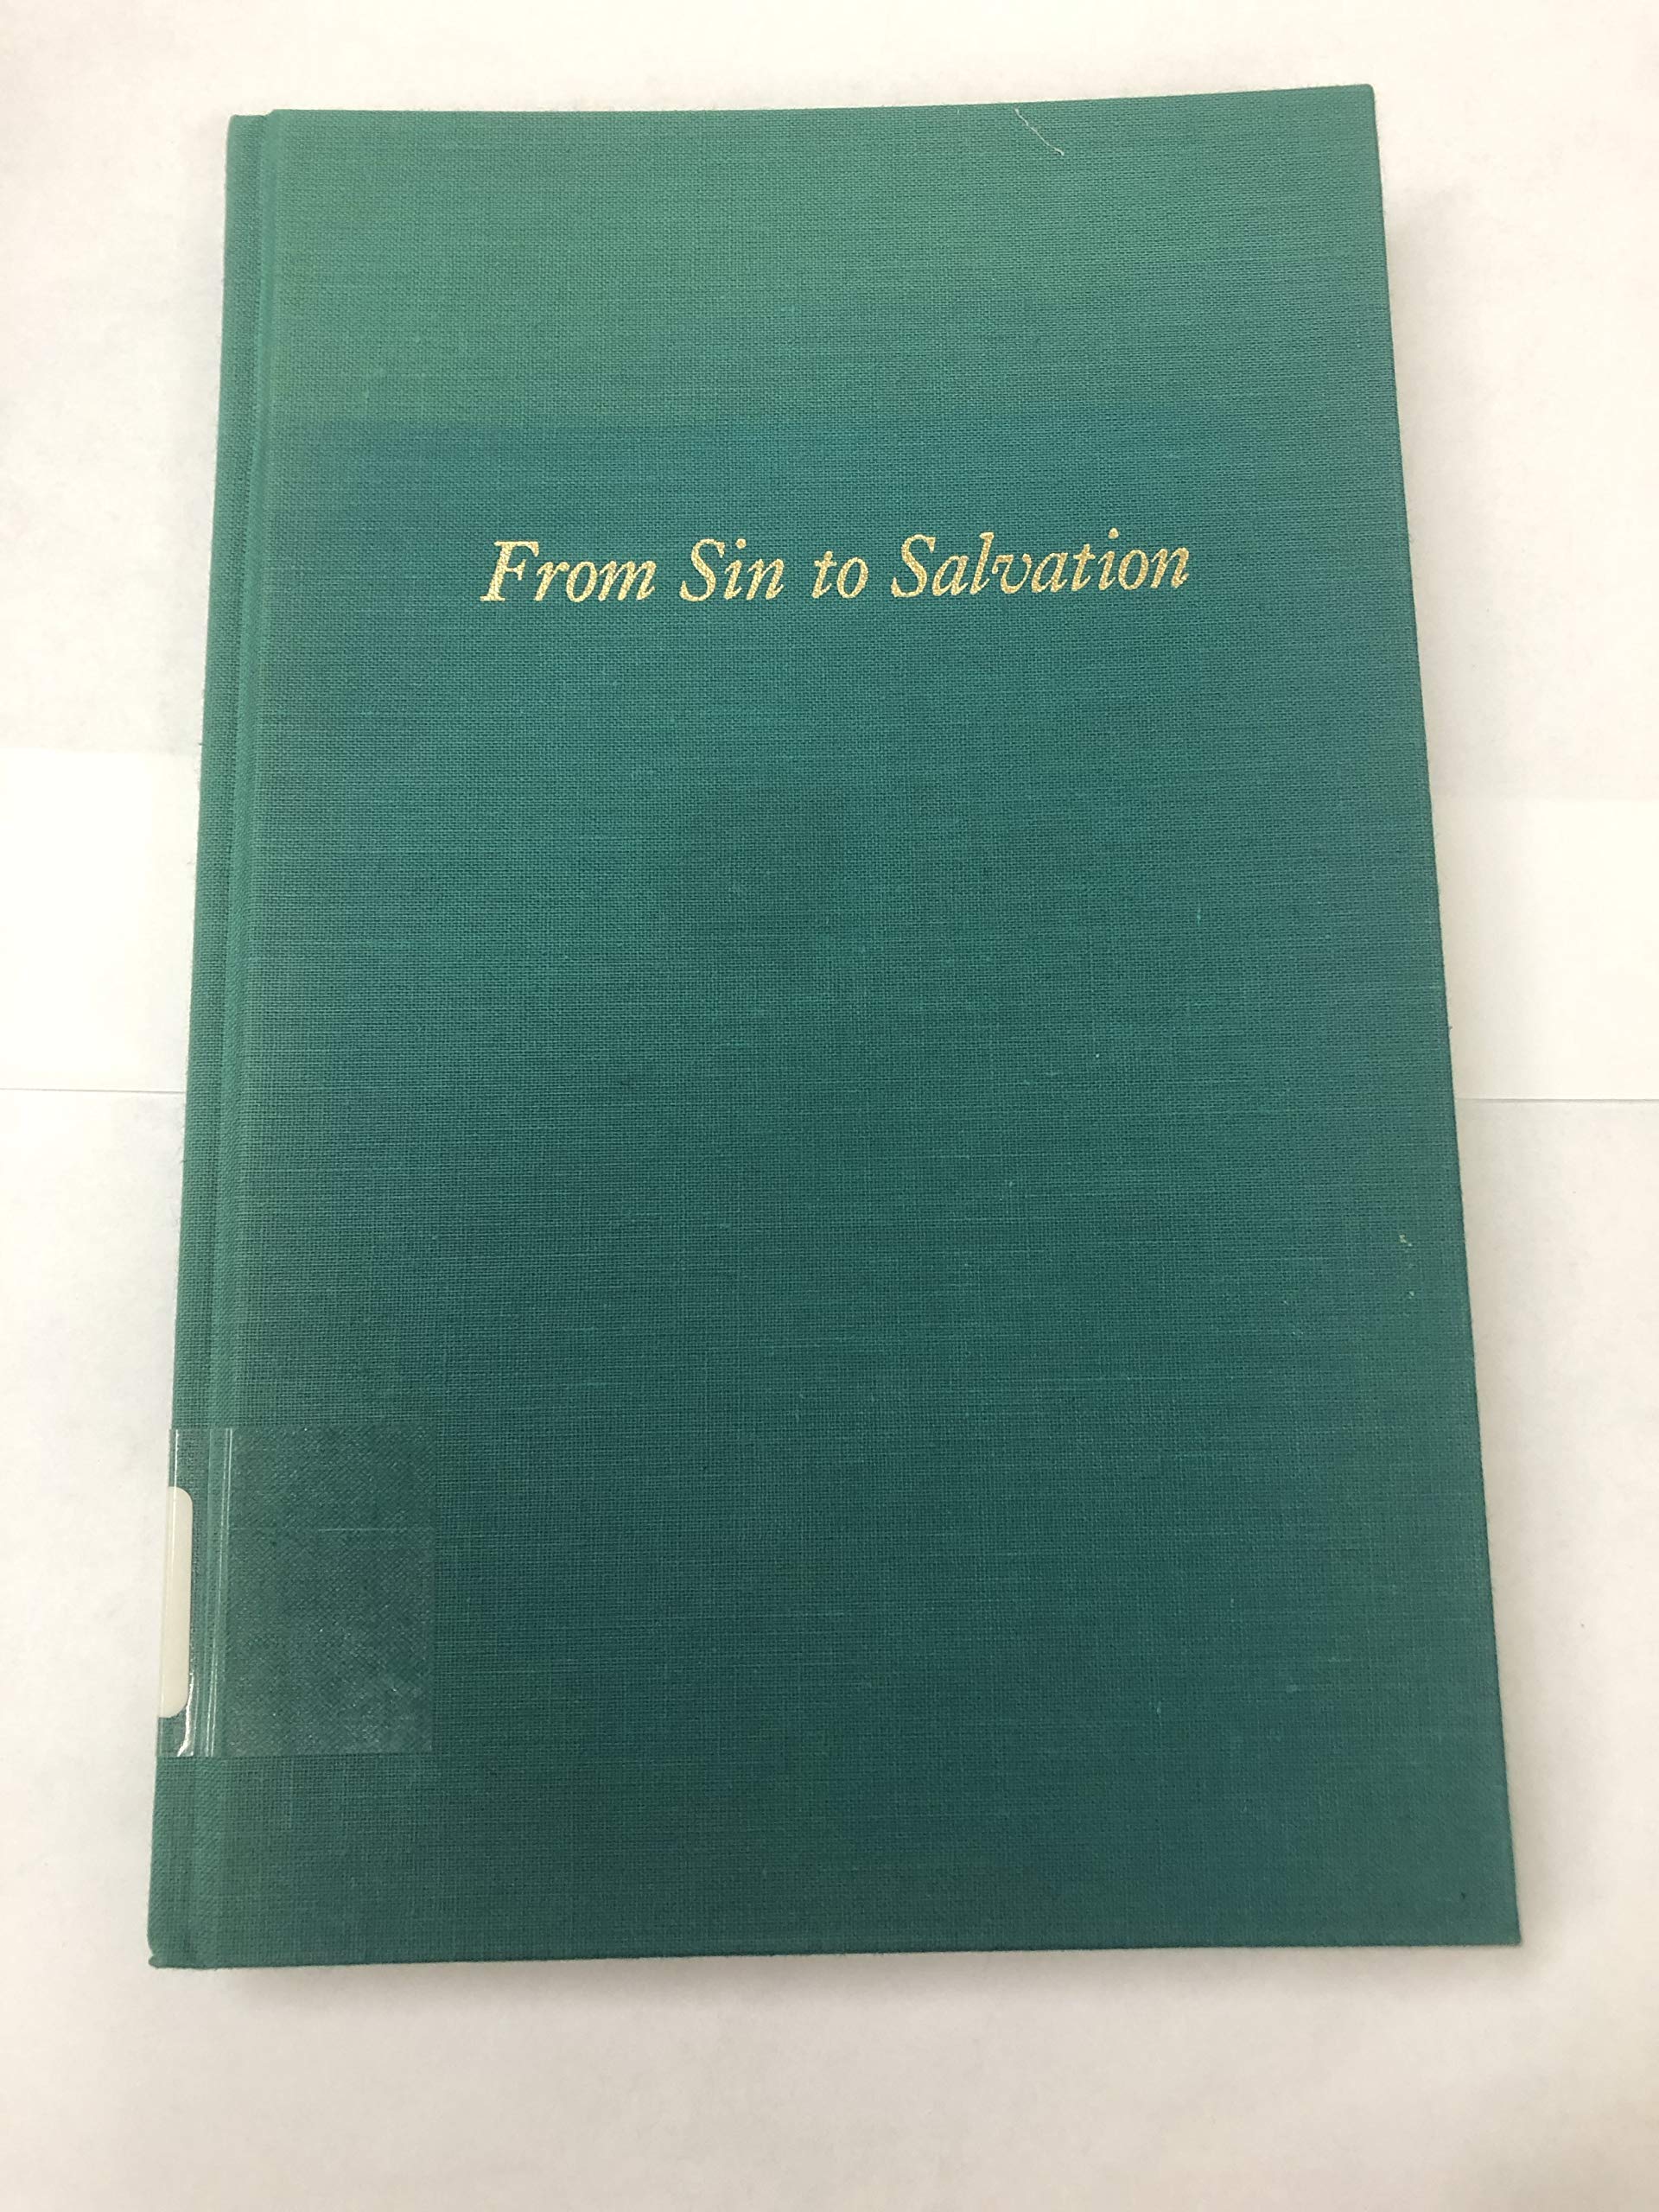 From Sin to Salvation